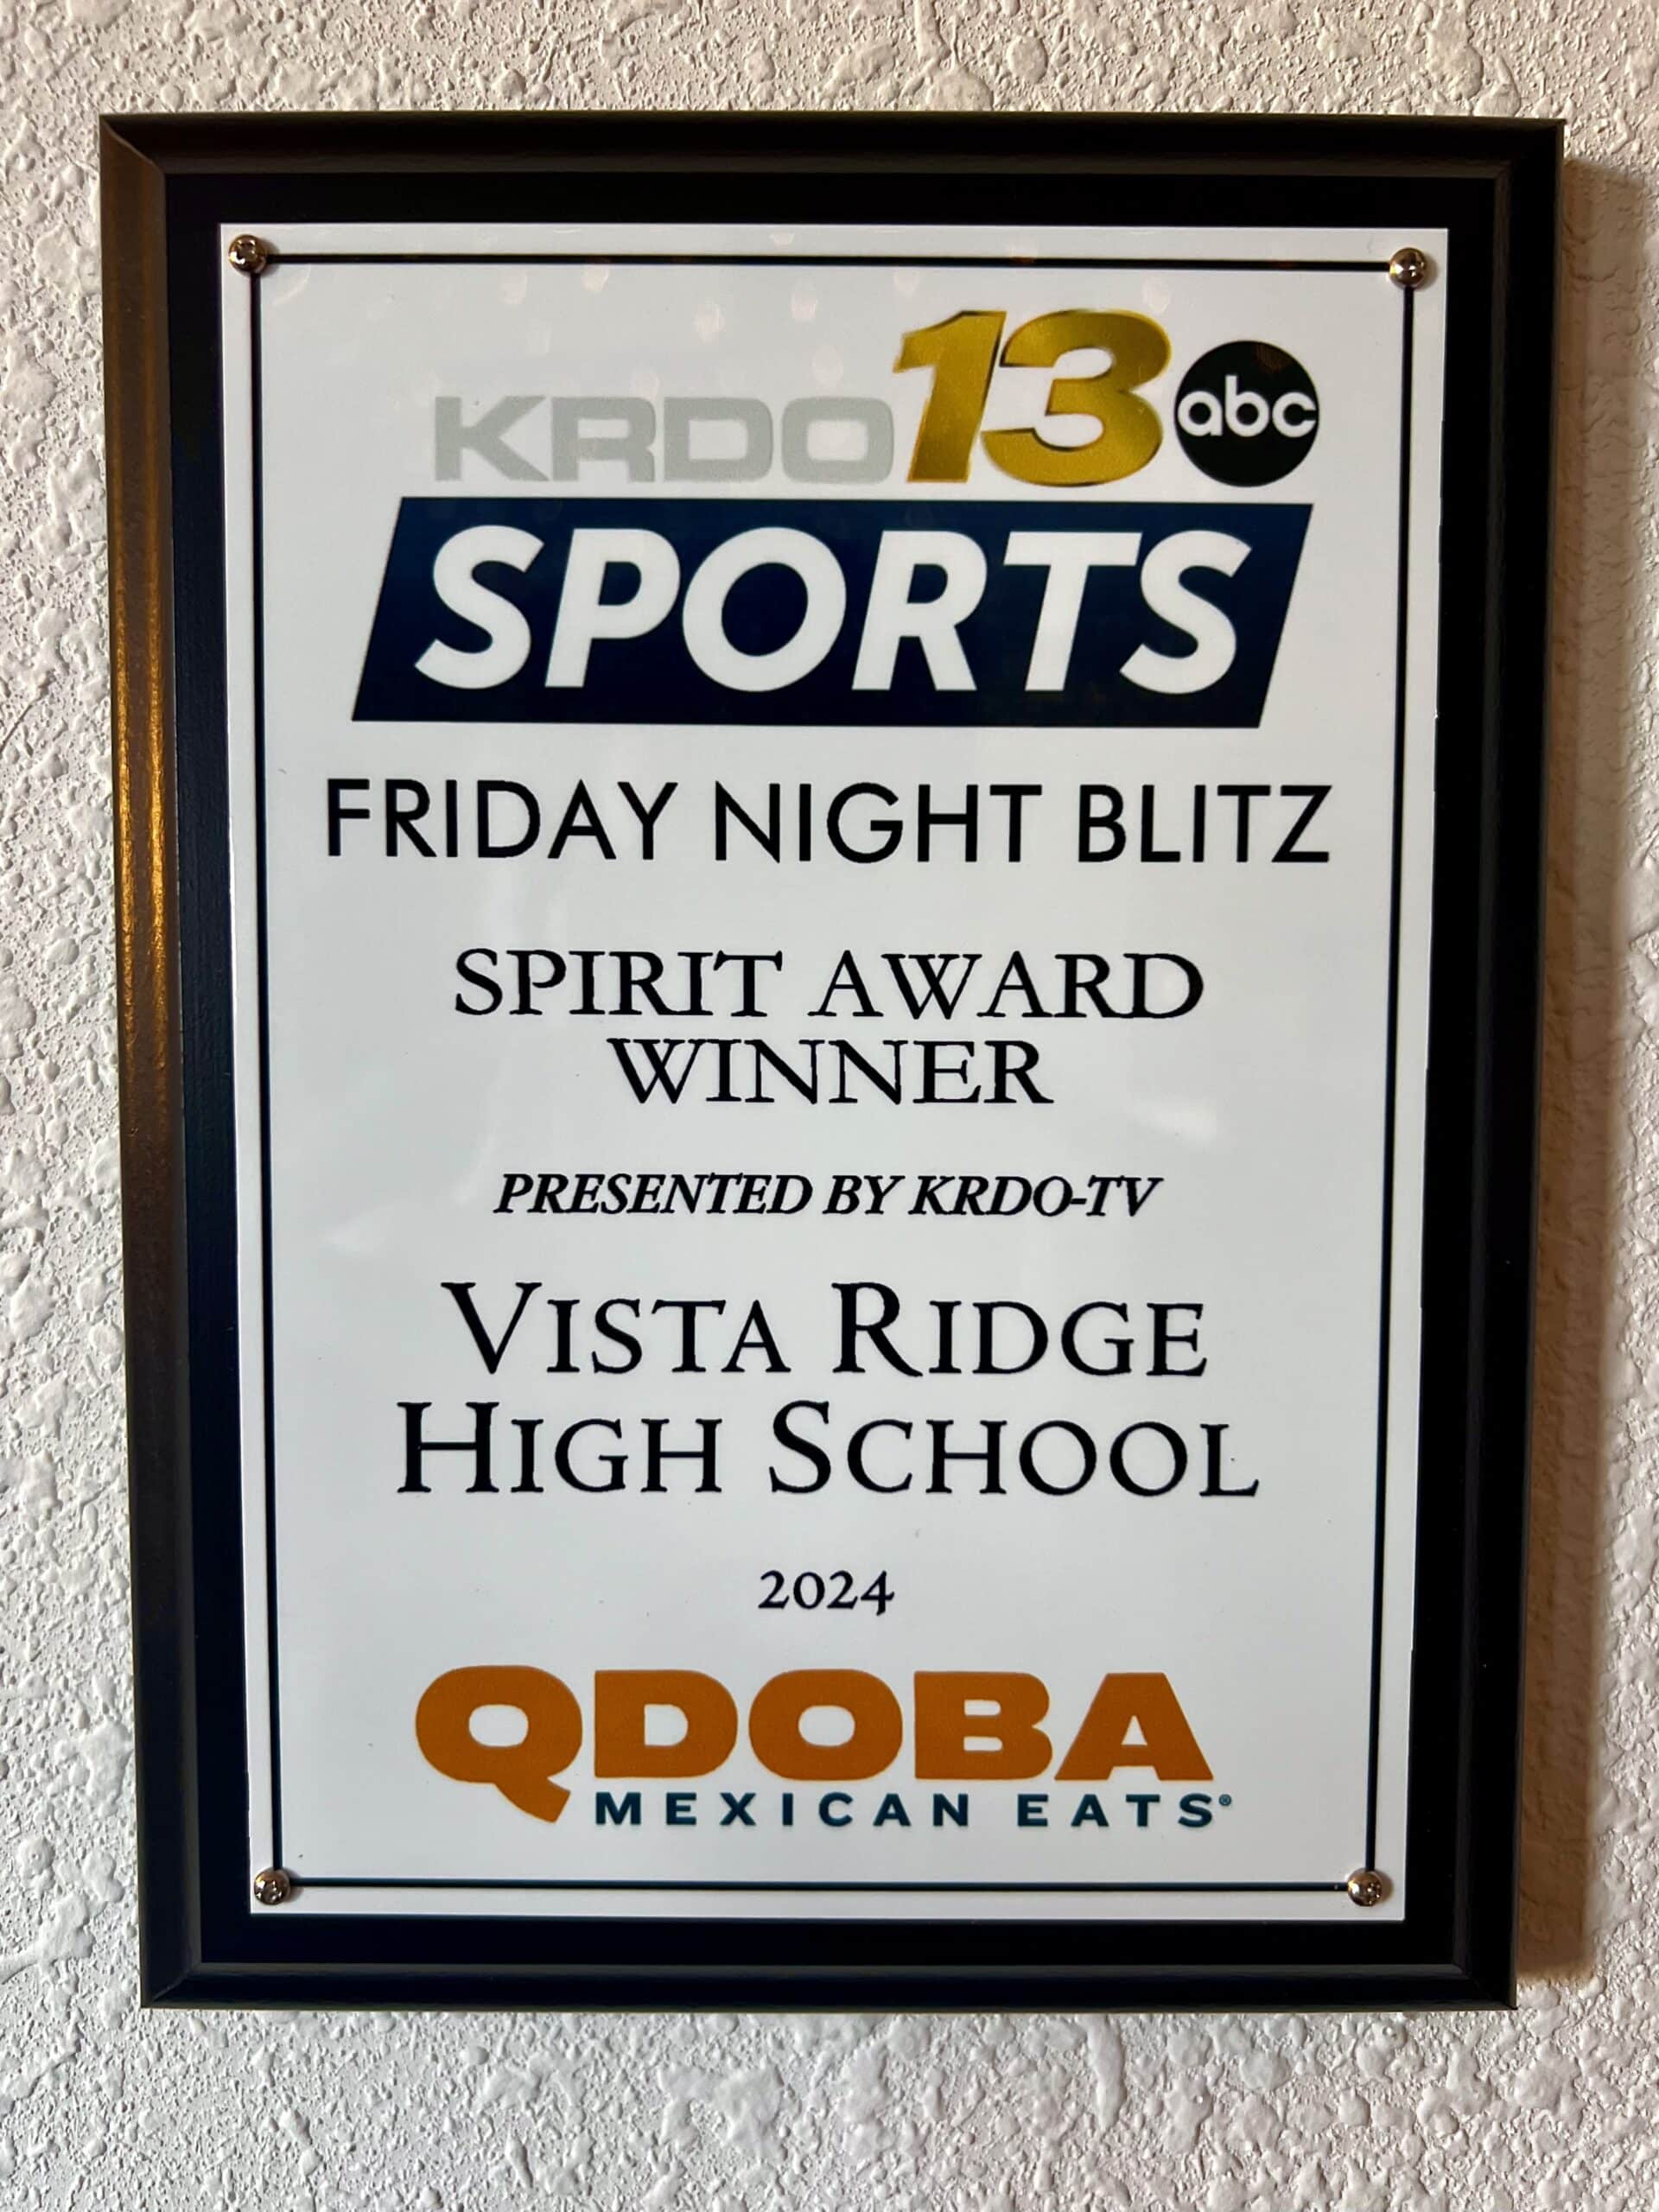 KRDO 13 abc
SPORTS
FRIDAY NIGHT BLITZ
SPIRIT AWARD
WINNER
PRESENTED BY KRDO-TV
VISTA RIDGE
HIGH SCHOOL
2024
QDOBA
MEXICAN EATS®